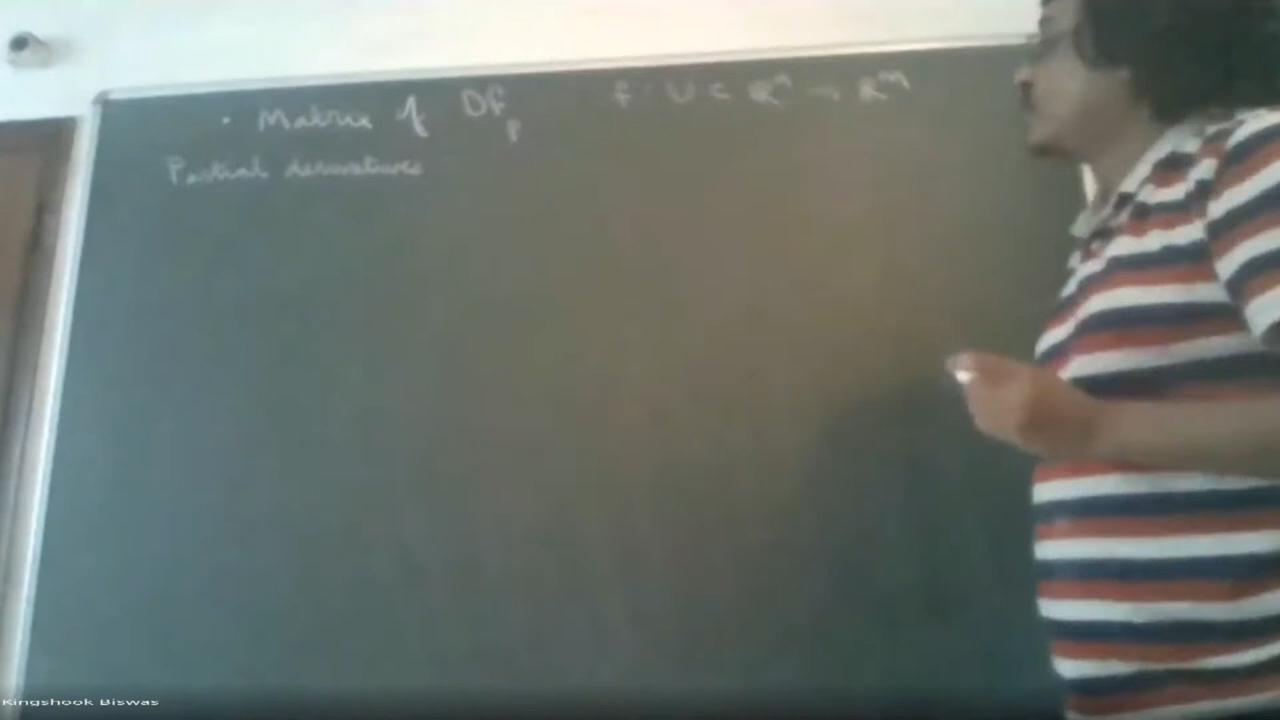 · Matrix of Df_p f : U ⊂ ℝⁿ → ℝᵐ
Partial derivatives
Kingshook Biswas